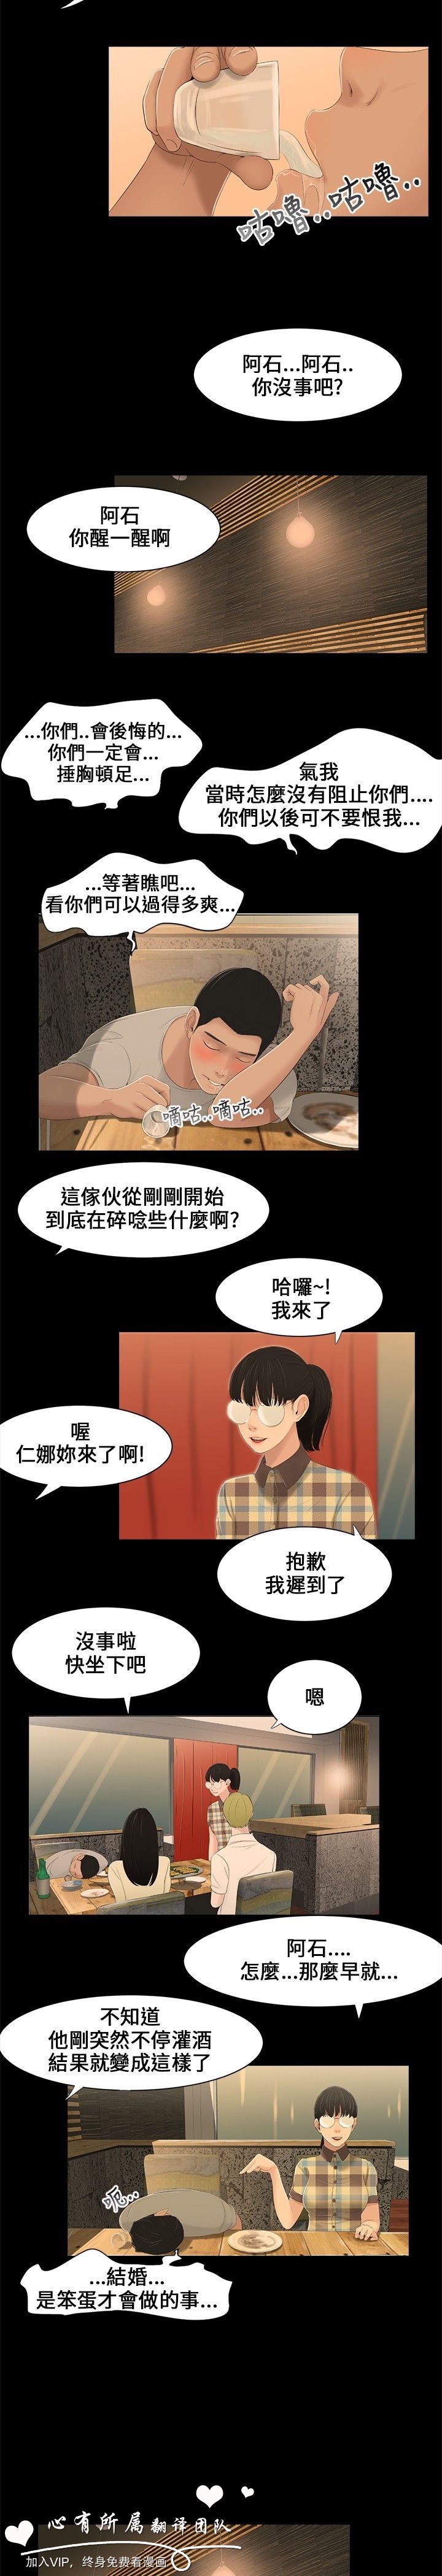 咕嚕..咕嚕..
阿石...阿石..
你沒事吧?
阿石
你醒一醒啊
...你們..會後悔的...
你們一定會...
捶胸頓足...
氣我
當時怎麼沒有阻止你們....
你們以後可不要恨我...
...等著瞧吧...
看你們可以過得多爽...
嘀咕..嘀咕..
這傢伙從剛剛開始
到底在碎唸些什麼啊?
哈囉~!
我來了
喔
仁娜妳來了啊!
抱歉
我遲到了
沒事啦
快坐下吧
嗯
阿石....
怎麼...那麼早就...
不知道
他剛突然不停灌酒
結果就變成這樣了
呃..
...結婚...
是笨蛋才會做的事...
心有所属翻译团队
加入VIP，终身免费看漫画